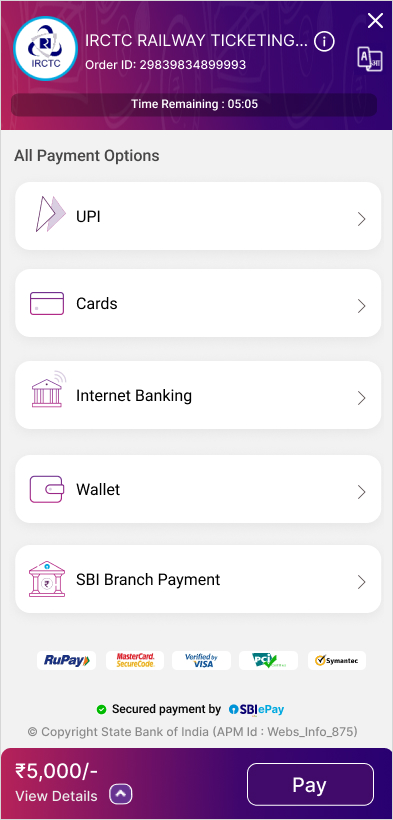 IRCTC RAILWAY TICKETING...
IRCTC
Order ID: 29839834899993
Time Remaining : 05:05
All Payment Options
UPI
Cards
Internet Banking
Wallet
SBI Branch Payment
RuPay
MasterCard. SecureCode
Verified by VISA
PCI
Symantec
Secured payment by SBIePay
© Copyright State Bank of India (APM Id : Webs_Info_875)
₹5,000/-
View Details
Pay